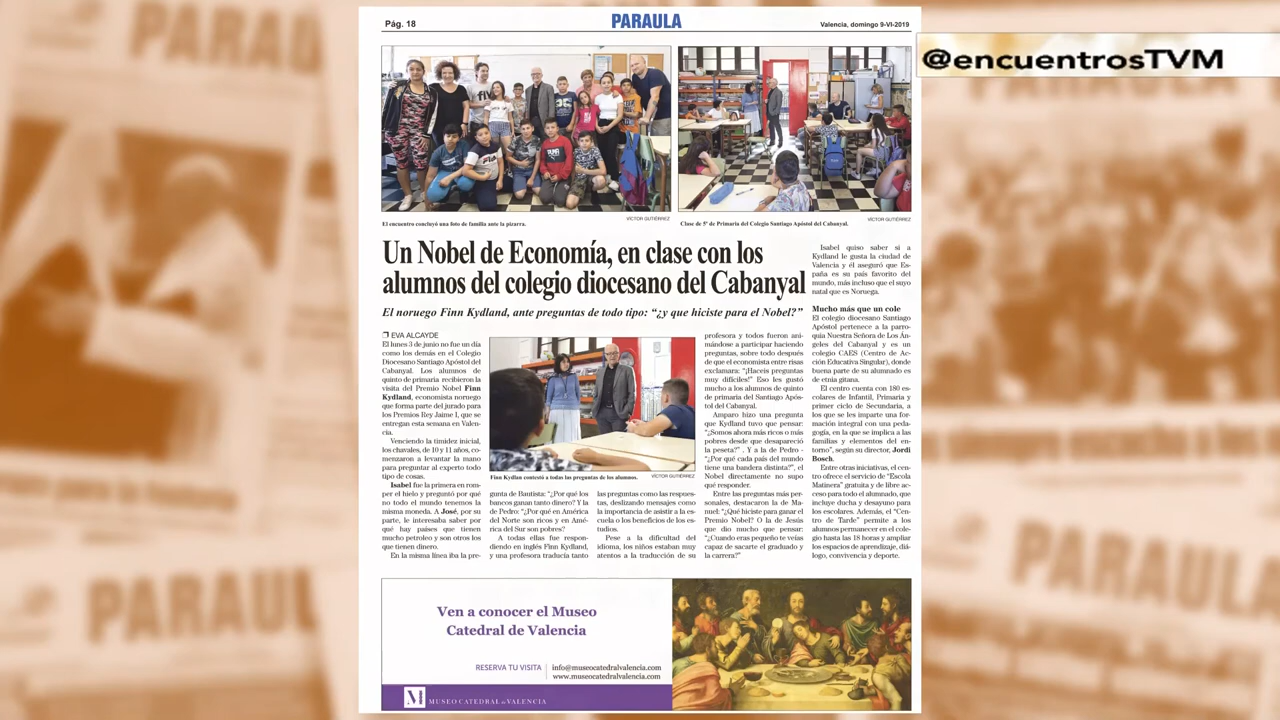 Pág. 18
PARAULA
Valencia, domingo 9-VI-2019
@encuentrosTVM
VÍCTOR GUTIÉRREZ
El encuentro concluyó una foto de familia ante la pizarra.
VÍCTOR GUTIÉRREZ
Clase de 5º de Primaria del Colegio Santiago Apóstol del Cabanyal.
Un Nobel de Economía, en clase con los
alumnos del colegio diocesano del Cabanyal
El noruego Finn Kydland, ante preguntas de todo tipo: “¿y que hiciste para el Nobel?”
EVA ALCAYDE
El lunes 3 de junio no fue un día
como los demás en el Colegio
Diocesano Santiago Apóstol del
Cabanyal. Los alumnos de
quinto de primaria recibieron la
visita del Premio Nobel Finn
Kydland, economista noruego
que forma parte del jurado para
los Premios Rey Jaime I, que se
entregan esta semana en Valen-
cia.
Venciendo la timidez inicial,
los chavales, de 10 y 11 años, co-
menzaron a levantar la mano
para preguntar al experto todo
tipo de cosas.
Isabel fue la primera en rom-
per el hielo y preguntó por qué
no todo el mundo tenemos la
misma moneda. A José, por su
parte, le interesaba saber por
qué hay países que tienen
mucho petroleo y son otros los
que tienen dinero.
En la misma línea iba la pre-
Finn Kydlan contestó a todas las preguntas de los alumnos.
VÍCTOR GUTIÉRREZ
gunta de Bautista: “¿Por qué los
bancos ganan tanto dinero? Y la
de Pedro: “¿Por qué en América
del Norte son ricos y en Amé-
rica del Sur son pobres?
A todas ellas fue respon-
diendo en inglés Finn Kydland,
y una profesora traducía tanto
las preguntas como las respues-
tas, deslizando mensajes como
la importancia de asistir a la es-
cuela o los beneficios de los es-
tudios.
Pese a la dificultad del
idioma, los niños estaban muy
atentos a la traducción de su
profesora y todos fueron ani-
mándose a participar haciendo
preguntas, sobre todo después
de que el economista entre risas
exclamara: “¡Haceis preguntas
muy difíciles!” Eso les gustó
mucho a los alumnos de quinto
de primaria del Santiago Após-
tol del Cabanyal.
Amparo hizo una pregunta
que Kydland tuvo que pensar:
“¿Somos ahora más ricos o más
pobres desde que desapareció
la peseta?” . Y a la de Pedro -
“¿Por qué cada país del mundo
tiene una bandera distinta?”, el
Nobel directamente no supo
qué responder.
Entre las preguntas más per-
sonales, destacaron la de Ma-
nuel: “¿Qué hiciste para ganar el
Premio Nobel? O la de Jesús
que dio mucho que pensar:
“¿Cuando eras pequeño te veías
capaz de sacarte el graduado y
la carrera?”
Isabel quiso saber si a
Kydland le gusta la ciudad de
Valencia y él aseguró que Es-
paña es su país favorito del
mundo, más incluso que el suyo
natal que es Noruega.
Mucho más que un cole
El colegio diocesano Santiago
Apóstol pertenece a la parro-
quia Nuestra Señora de Los Án-
geles del Cabanyal y es un
colegio CAES (Centro de Ac-
ción Educativa Singular), donde
buena parte de su alumnado es
de etnia gitana.
El centro cuenta con 180 es-
colares de Infantil, Primaria y
primer ciclo de Secundaria, a
los que se les imparte una for-
mación integral con una peda-
gogía, en la que se implica a las
familias y elementos del en-
torno”, según su director, Jordi
Bosch.
Entre otras iniciativas, el cen-
tro ofrece el servicio de “Escola
Matinera” gratuita y de libre ac-
ceso para todo el alumnado, que
incluye ducha y desayuno para
los escolares. Además, el “Centro
de Tarde” permite a los
alumnos permanecer en el cole-
gio hasta las 18 horas y ampliar
los espacios de aprendizaje, diá-
logo, convivencia y deporte.
Ven a conocer el Museo
Catedral de Valencia
RESERVA TU VISITA
info@museocatedralvalencia.com
www.museocatedralvalencia.com
M MUSEO CATEDRAL de VALENCIA
PARAULA
PARAULA